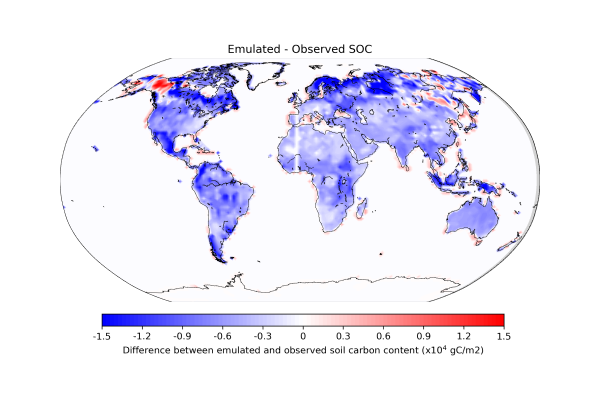 Emulated - Observed SOC
-1.5 -1.2 -0.9 -0.6 -0.3 0 0.3 0.6 0.9 1.2 1.5
Difference between emulated and observed soil carbon content (x10⁴ gC/m2)